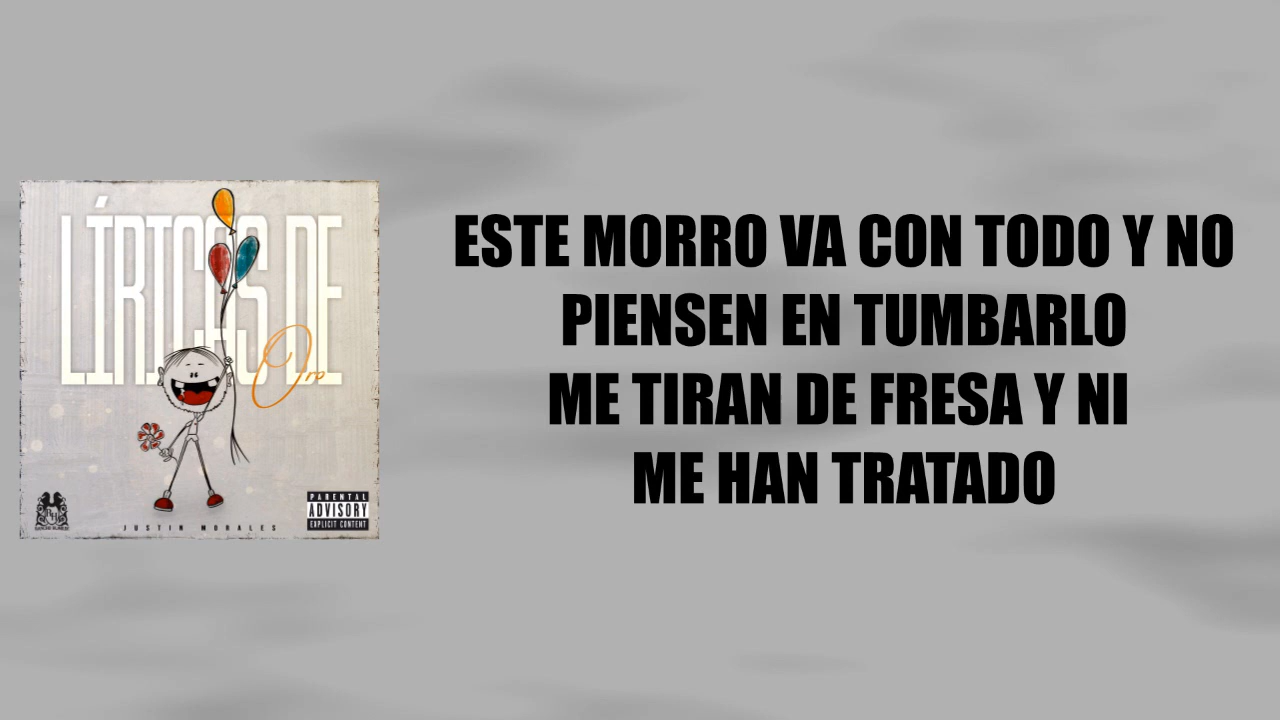 LÍRICAS DE
Oro
JUSTIN MORALES
PARENTAL
ADVISORY
EXPLICIT CONTENT
ESTE MORRO VA CON TODO Y NO
PIENSEN EN TUMBARLO
ME TIRAN DE FRESA Y NI
ME HAN TRATADO